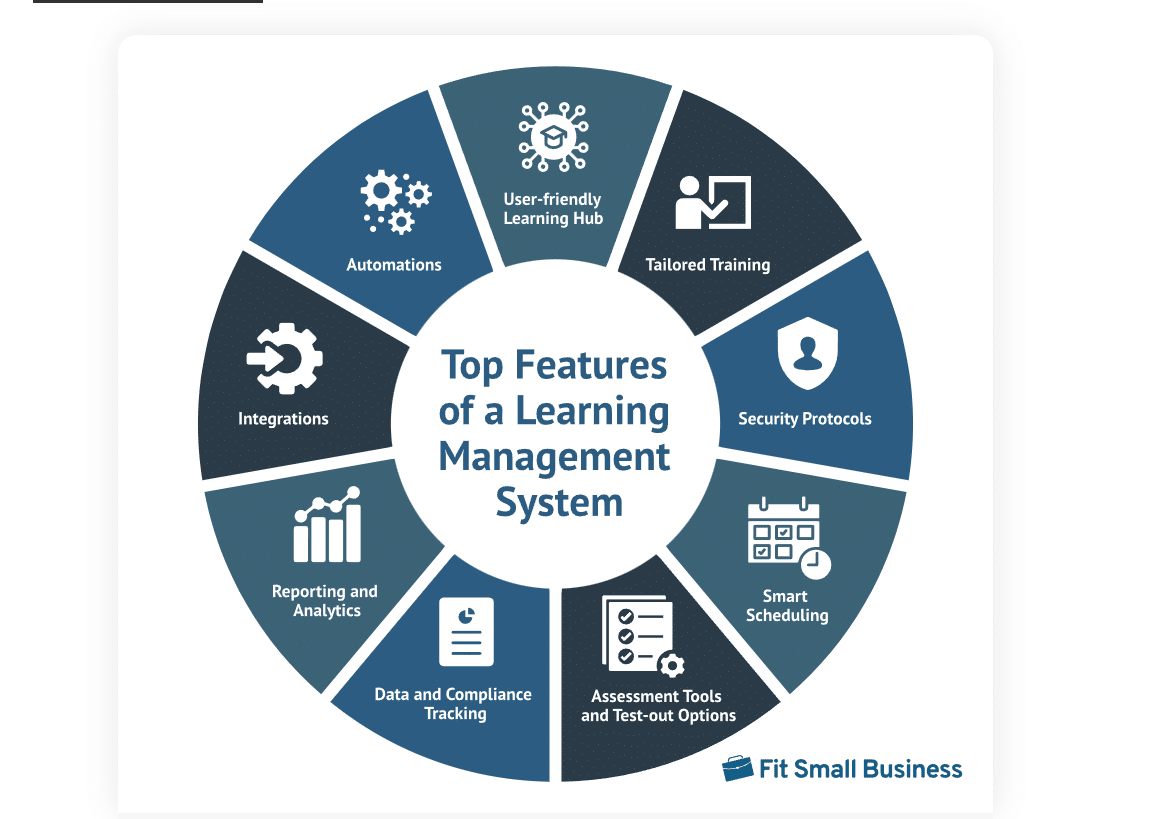 Top Features
of a Learning
Management
System
User-friendly
Learning Hub
Tailored Training
Security Protocols
Smart
Scheduling
Assessment Tools
and Test-out Options
Data and Compliance
Tracking
Reporting and
Analytics
Integrations
Automations
Fit Small Business